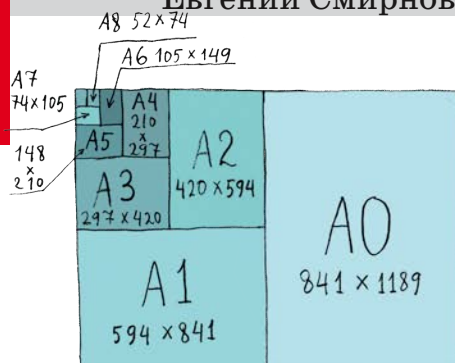 Евгений Смирнов
A8 52×74
A6 105×149
A7
74×105
A4
210
×
297
A5
148
×
210
A2
420×594
A3
297×420
A0
841×1189
A1
594×841